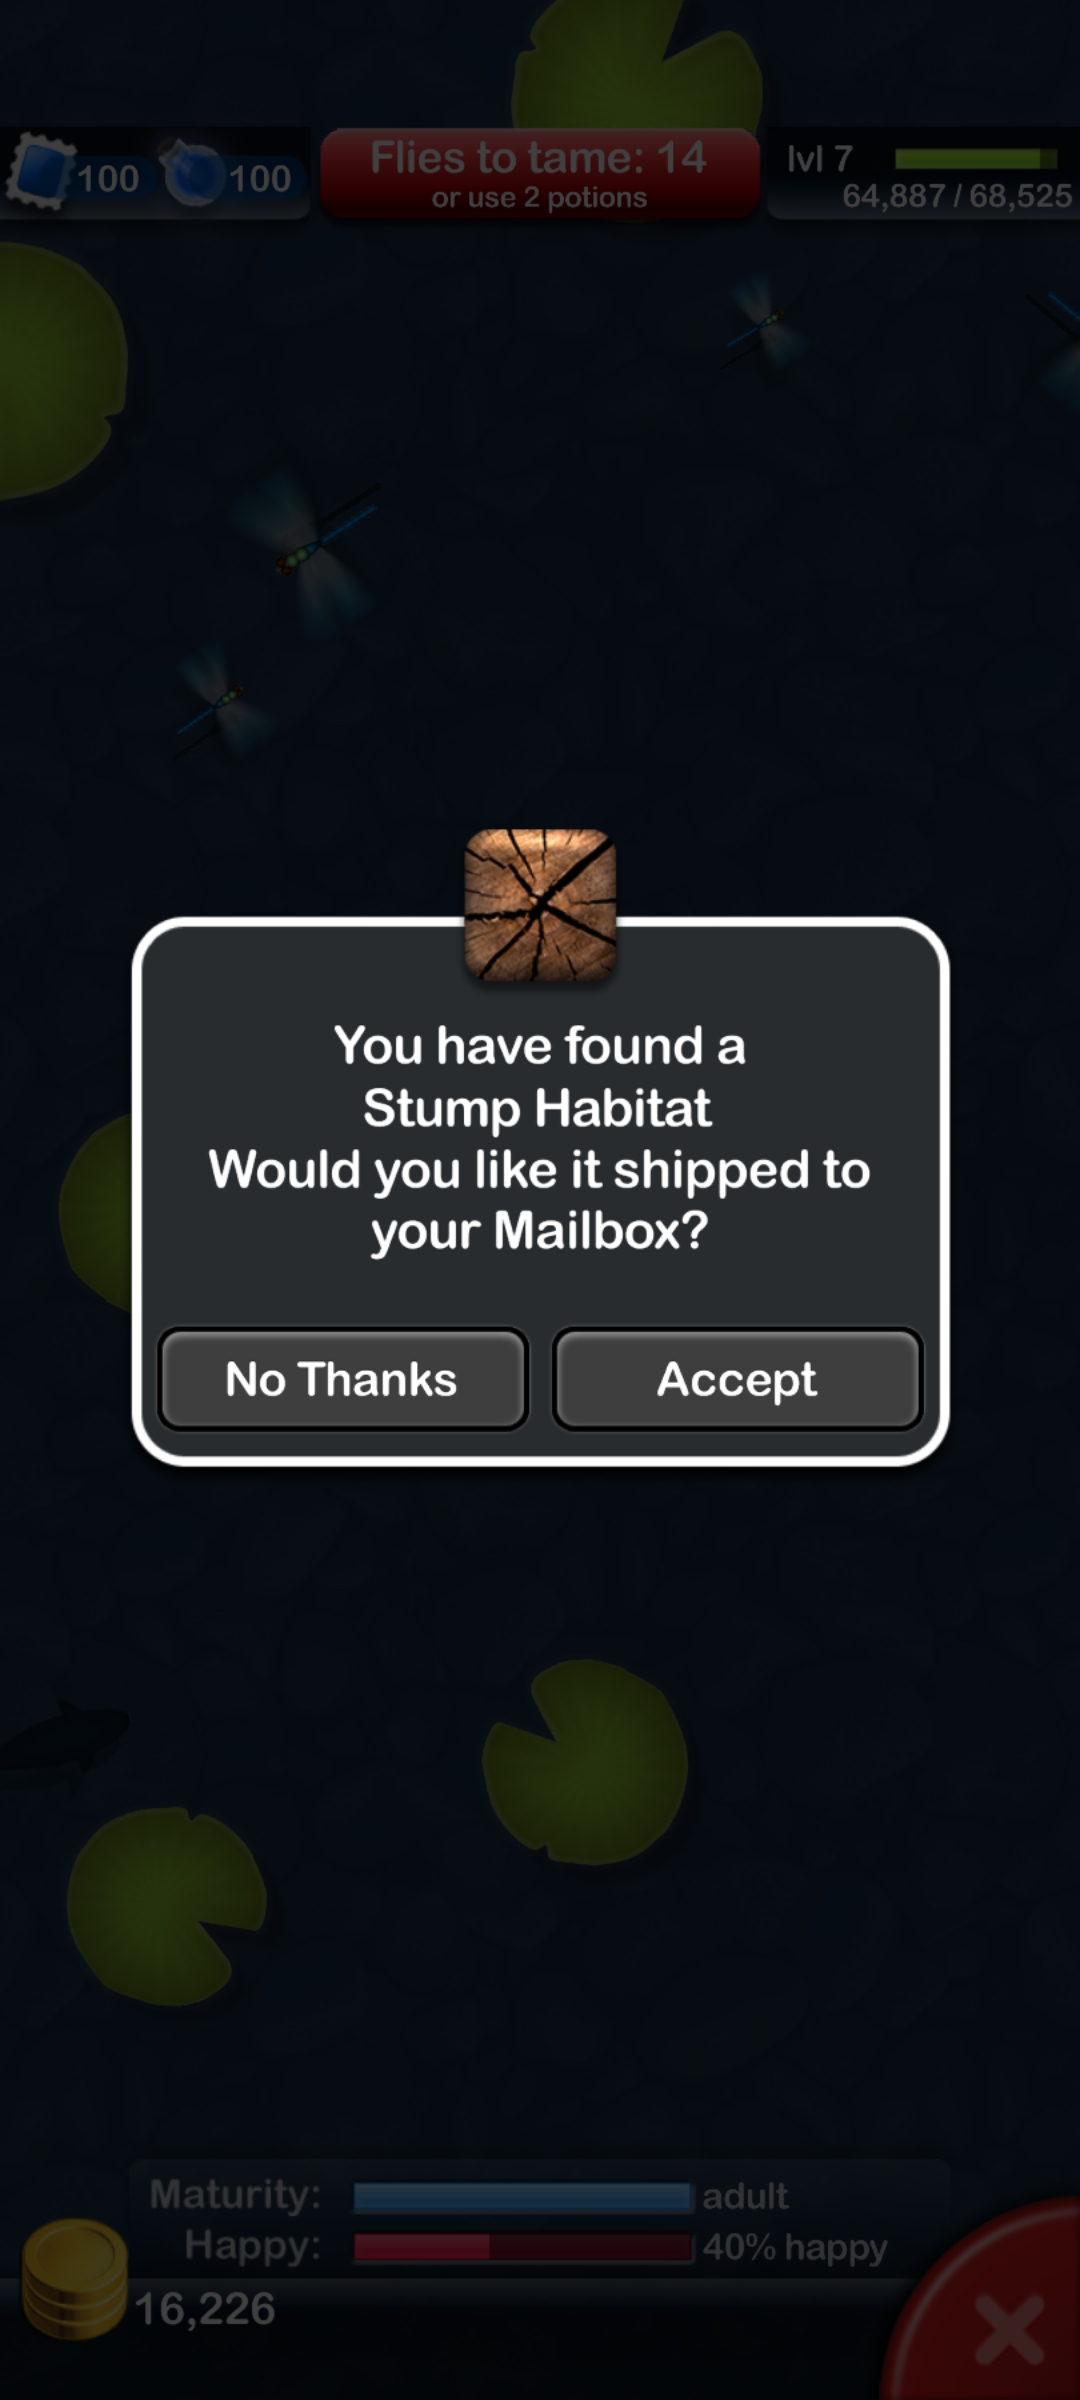 100
100
Flies to tame: 14
or use 2 potions
lvl 7
64,887 / 68,525
You have found a
Stump Habitat
Would you like it shipped to
your Mailbox?
No Thanks
Accept
Maturity:
adult
Happy:
40% happy
16,226